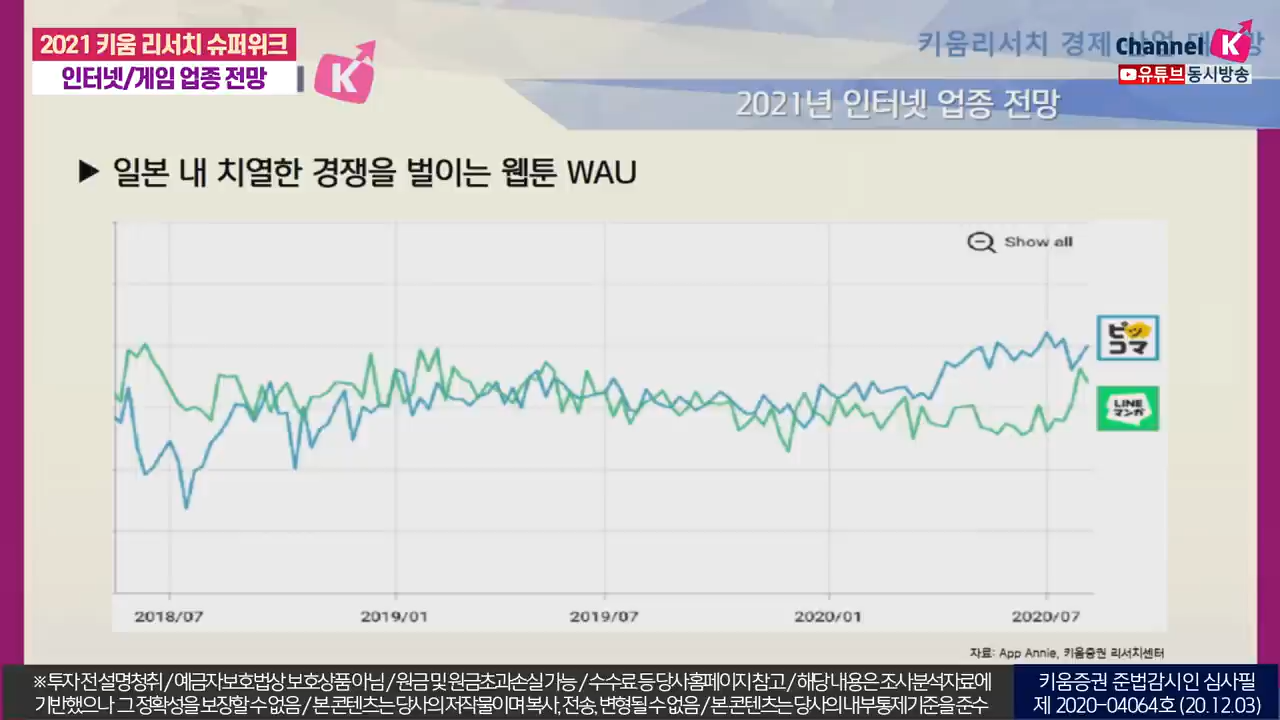 2021 키움 리서치 슈퍼위크
인터넷/게임 업종 전망
K
키움리서치 경제
Channel K
유튜브동시방송
2021년 인터넷 업종 전망
▶ 일본 내 치열한 경쟁을 벌이는 웹툰 WAU
Show all
ピッコマ
LINE
マンガ
2018/07 2019/01 2019/07 2020/01 2020/07
자료: App Annie, 키움증권 리서치센터
※투자 전 설명청취 / 예금자보호법상 보호상품 아님 / 원금 및 원금초과손실 가능 / 수수료 등 당사홈페이지 참고 / 해당 내용은 조사분석자료에
기반했으나 그 정확성을 보장할 수 없음 / 본 콘텐츠는 당사의 저작물이며 복사, 전송, 변형될 수 없음 / 본 콘텐츠는 당사의 내부통제기준을 준수
키움증권 준법감시인 심사필
제 2020-04064호 (20.12.03)